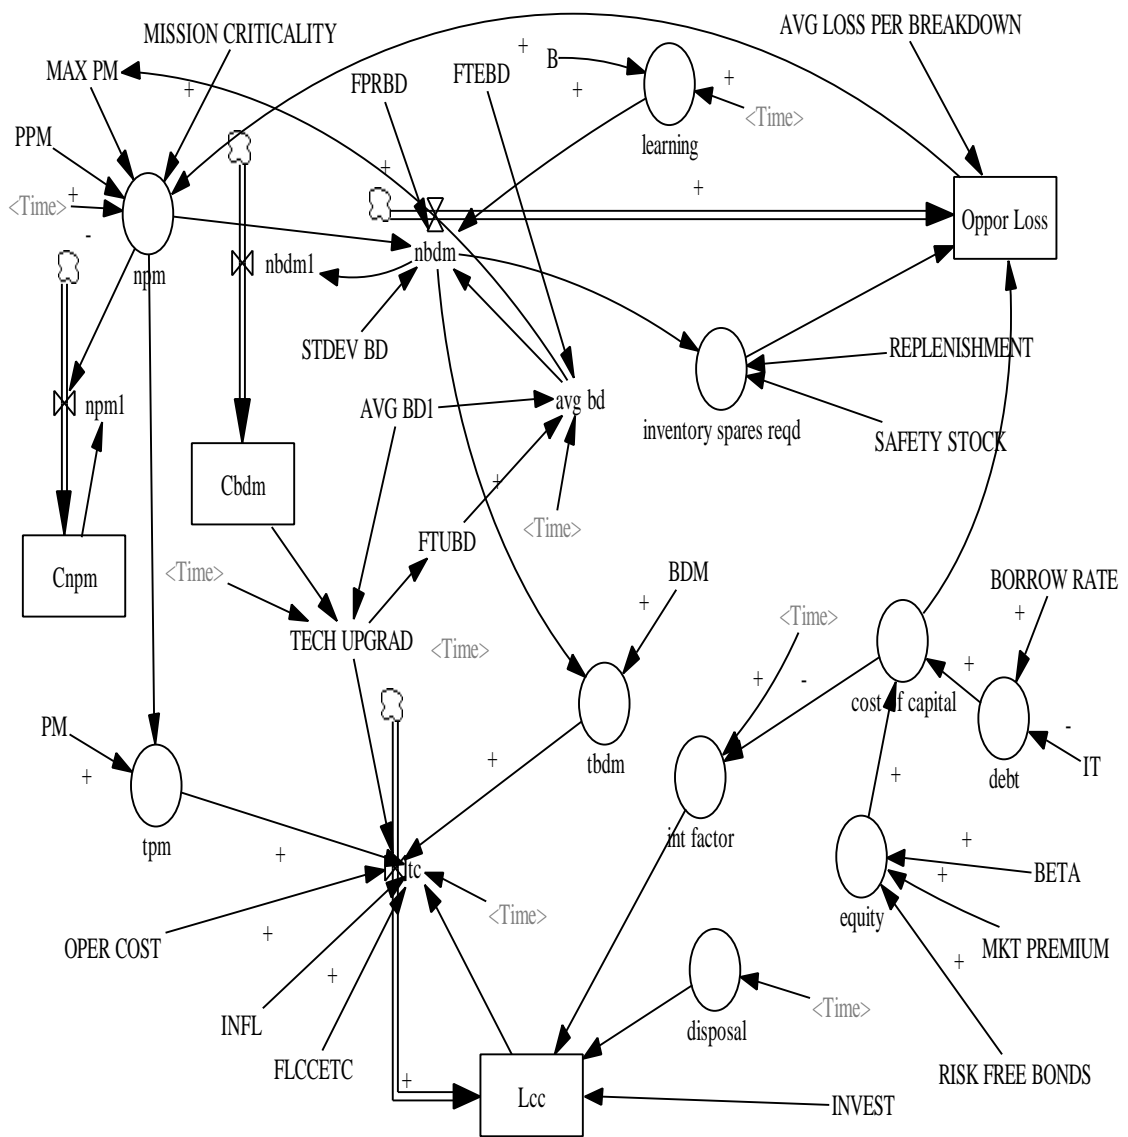 AVG LOSS PER BREAKDOWN
MISSION CRITICALITY
+
B
MAX PM
FPRBD
FTEBD
+
+
+
<Time>
PPM
learning
+
+
+
<Time>
Oppor Loss
-
nbdm
npm
nbdm1
STDEV BD
REPLENISHMENT
npm1
AVG BD1
avg bd
inventory spares reqd
SAFETY STOCK
Cbdm
+
<Time>
FTUBD
Cnpm
<Time>
BDM
BORROW RATE
+
<Time>
+
TECH UPGRAD
<Time>
+
+
-
cost of capital
PM
-
+
+
tbdm
+
debt
IT
int factor
tpm
+
+
tc
+
BETA
equity
<Time>
OPER COST
+
MKT PREMIUM
+
+
disposal
<Time>
INFL
FLCCETC
RISK FREE BONDS
+
Lcc
INVEST